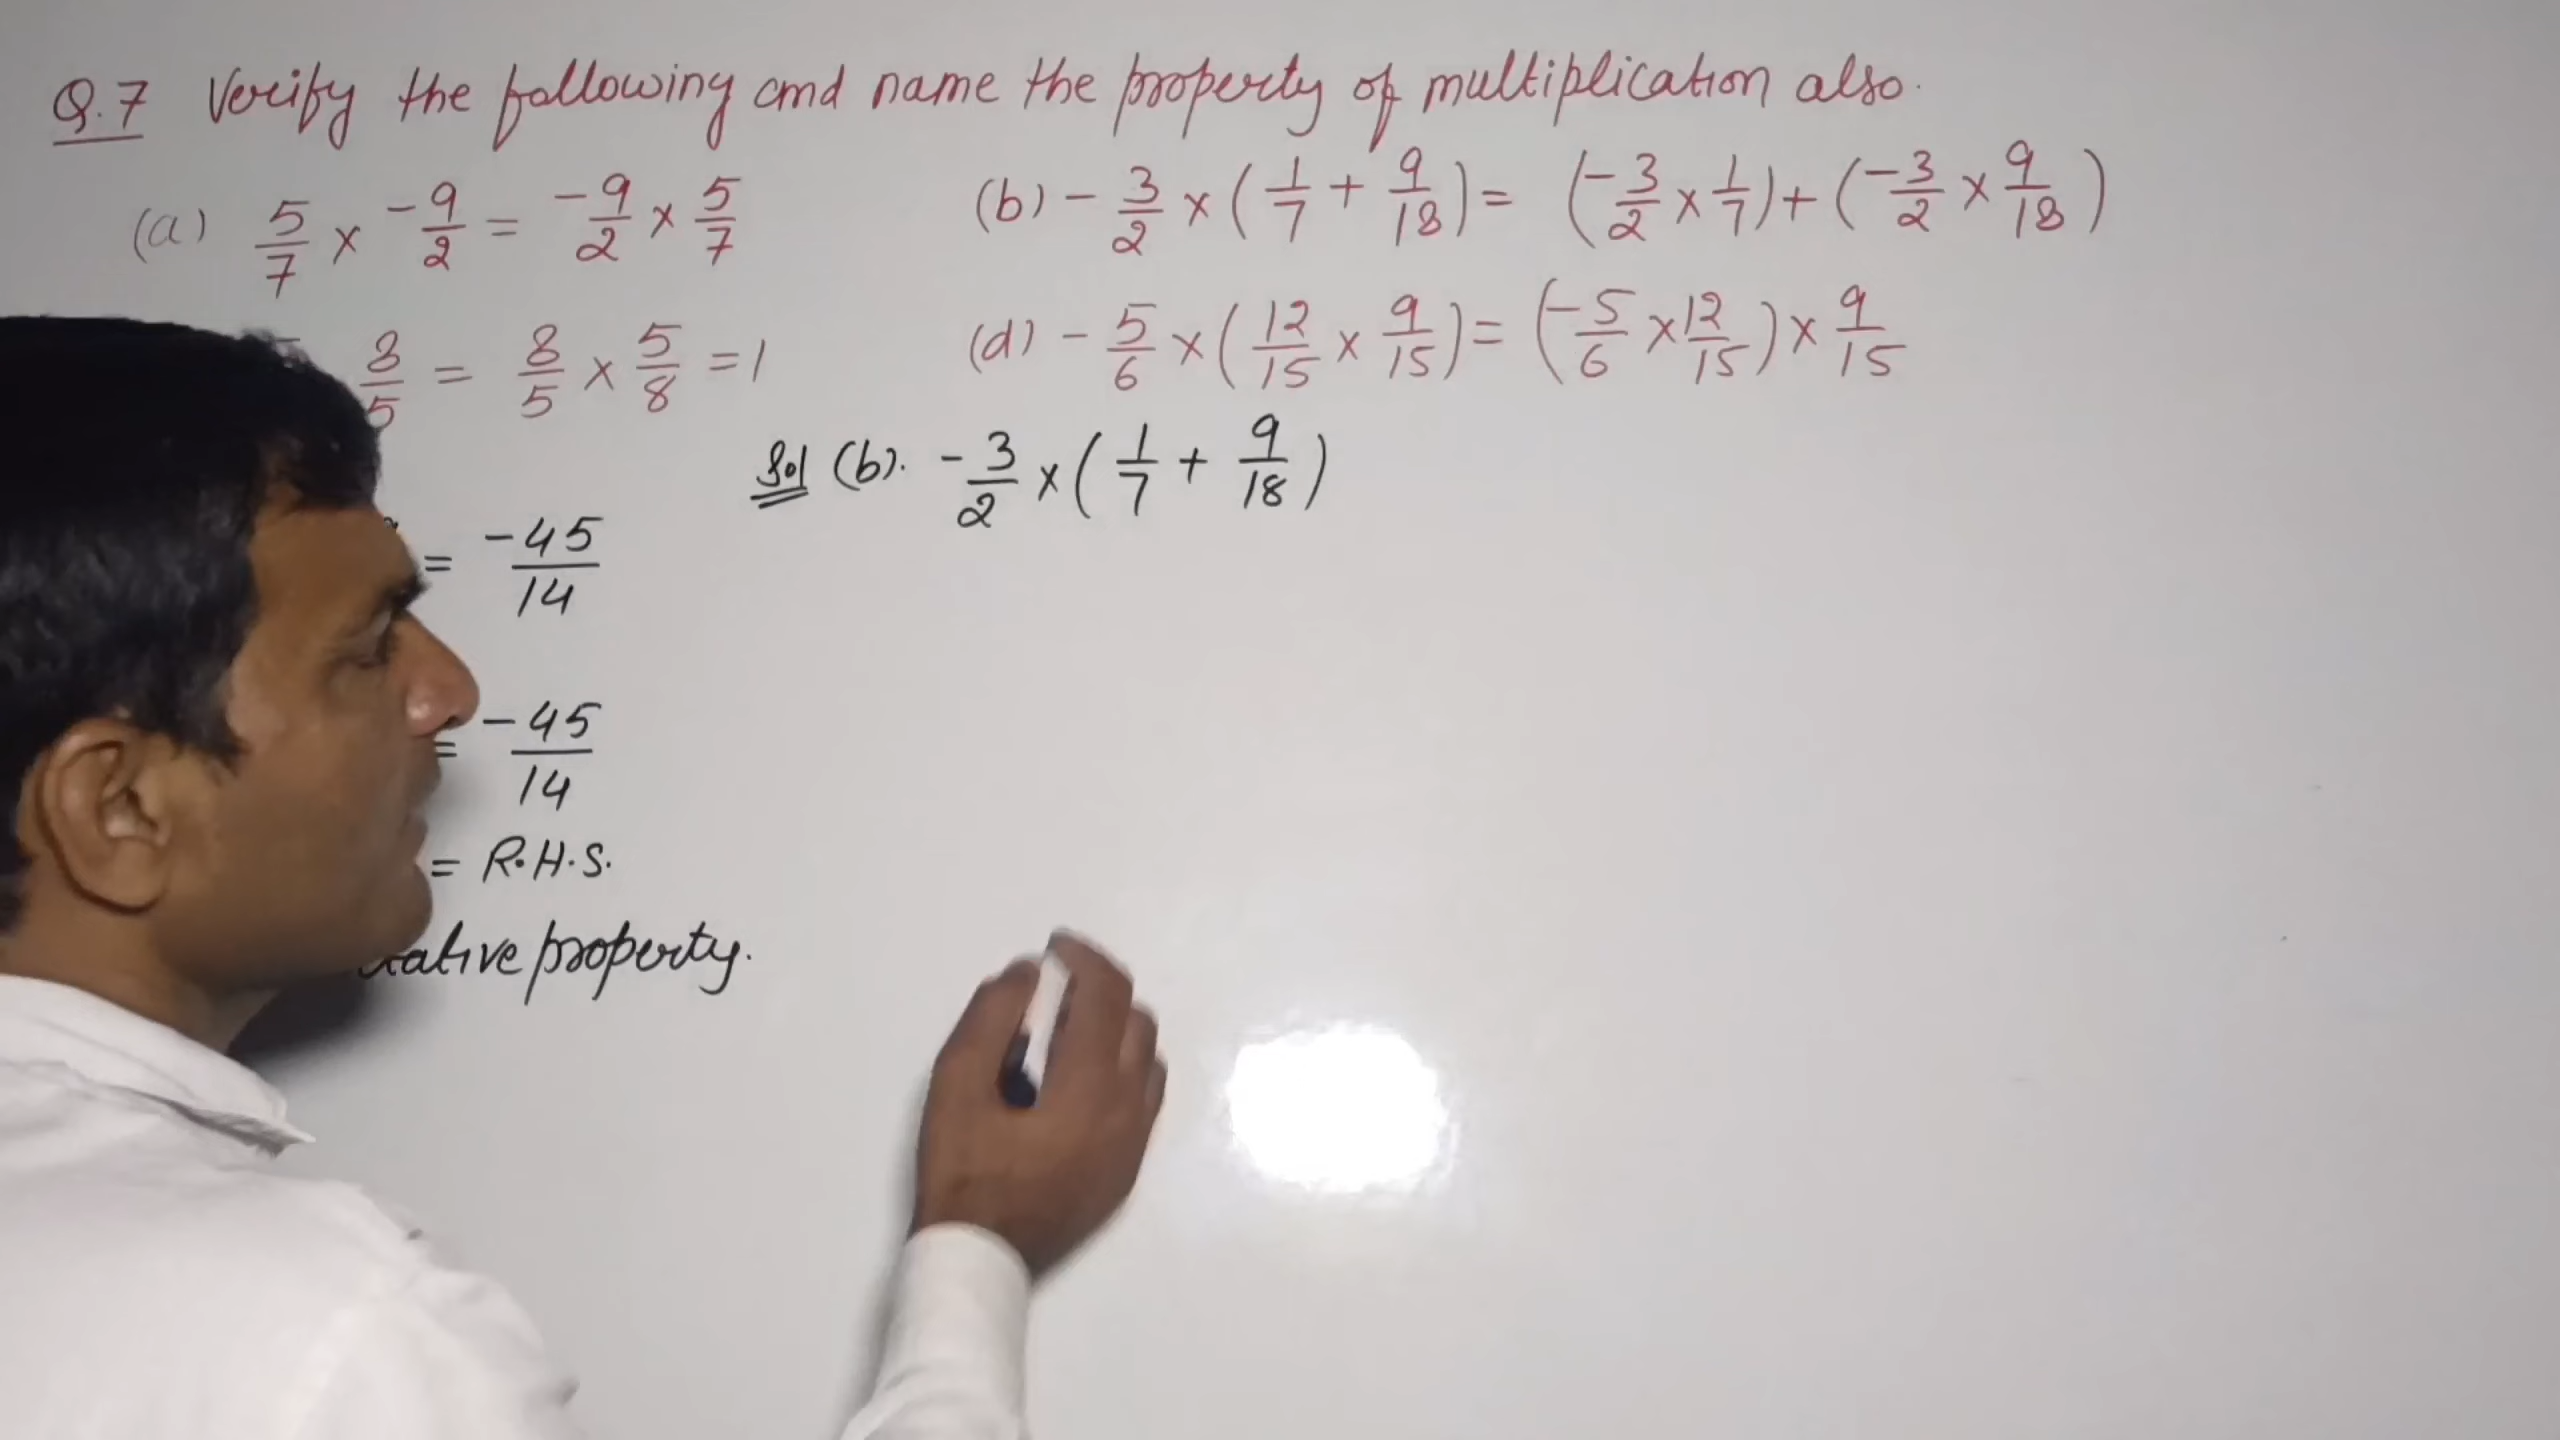 Q.7 Verify the following and name the property of multiplication also.
(a) 5/7 × -9/2 = -9/2 × 5/7
(b) -3/2 × (1/7 + 9/18) = (-3/2 × 1/7) + (-3/2 × 9/18)
8/5 = 8/5 × 5/8 = 1
(d) -5/6 × (12/15 × 9/15) = (-5/6 × 12/15) × 9/15
Sol (b). -3/2 × (1/7 + 9/18)
= -45/14
= -45/14
= R.H.S.
property.